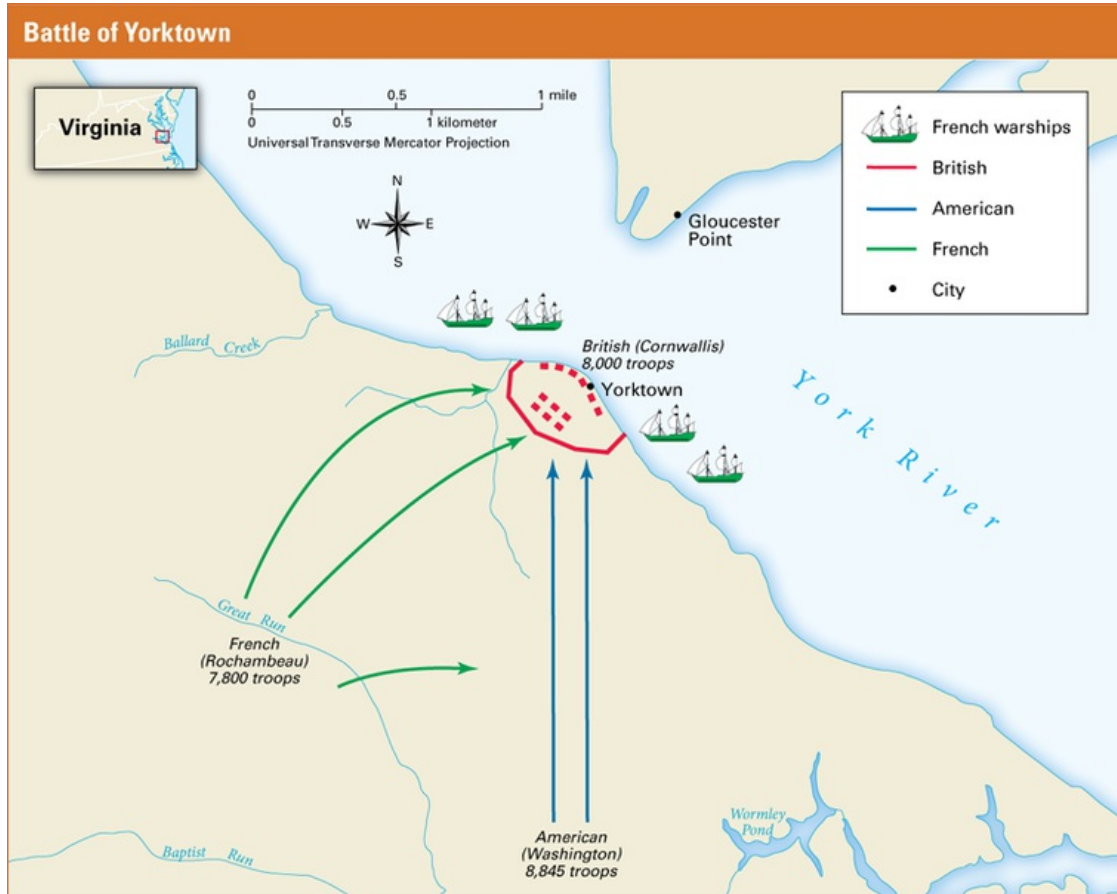 Battle of Yorktown
Virginia
0 0.5 1 mile
0 0.5 1 kilometer
Universal Transverse Mercator Projection
N
W E
S
French warships
British
American
French
City
Gloucester
Point
Ballard Creek
British (Cornwallis)
8,000 troops
Yorktown
York River
Great Run
French
(Rochambeau)
7,800 troops
American
(Washington)
8,845 troops
Wormley
Pond
Baptist Run